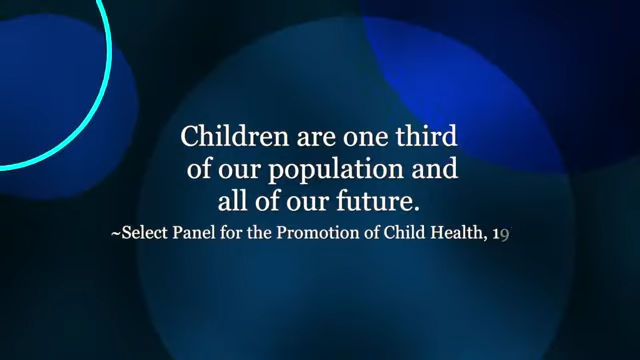 Children are one third
of our population and
all of our future.
~Select Panel for the Promotion of Child Health, 19